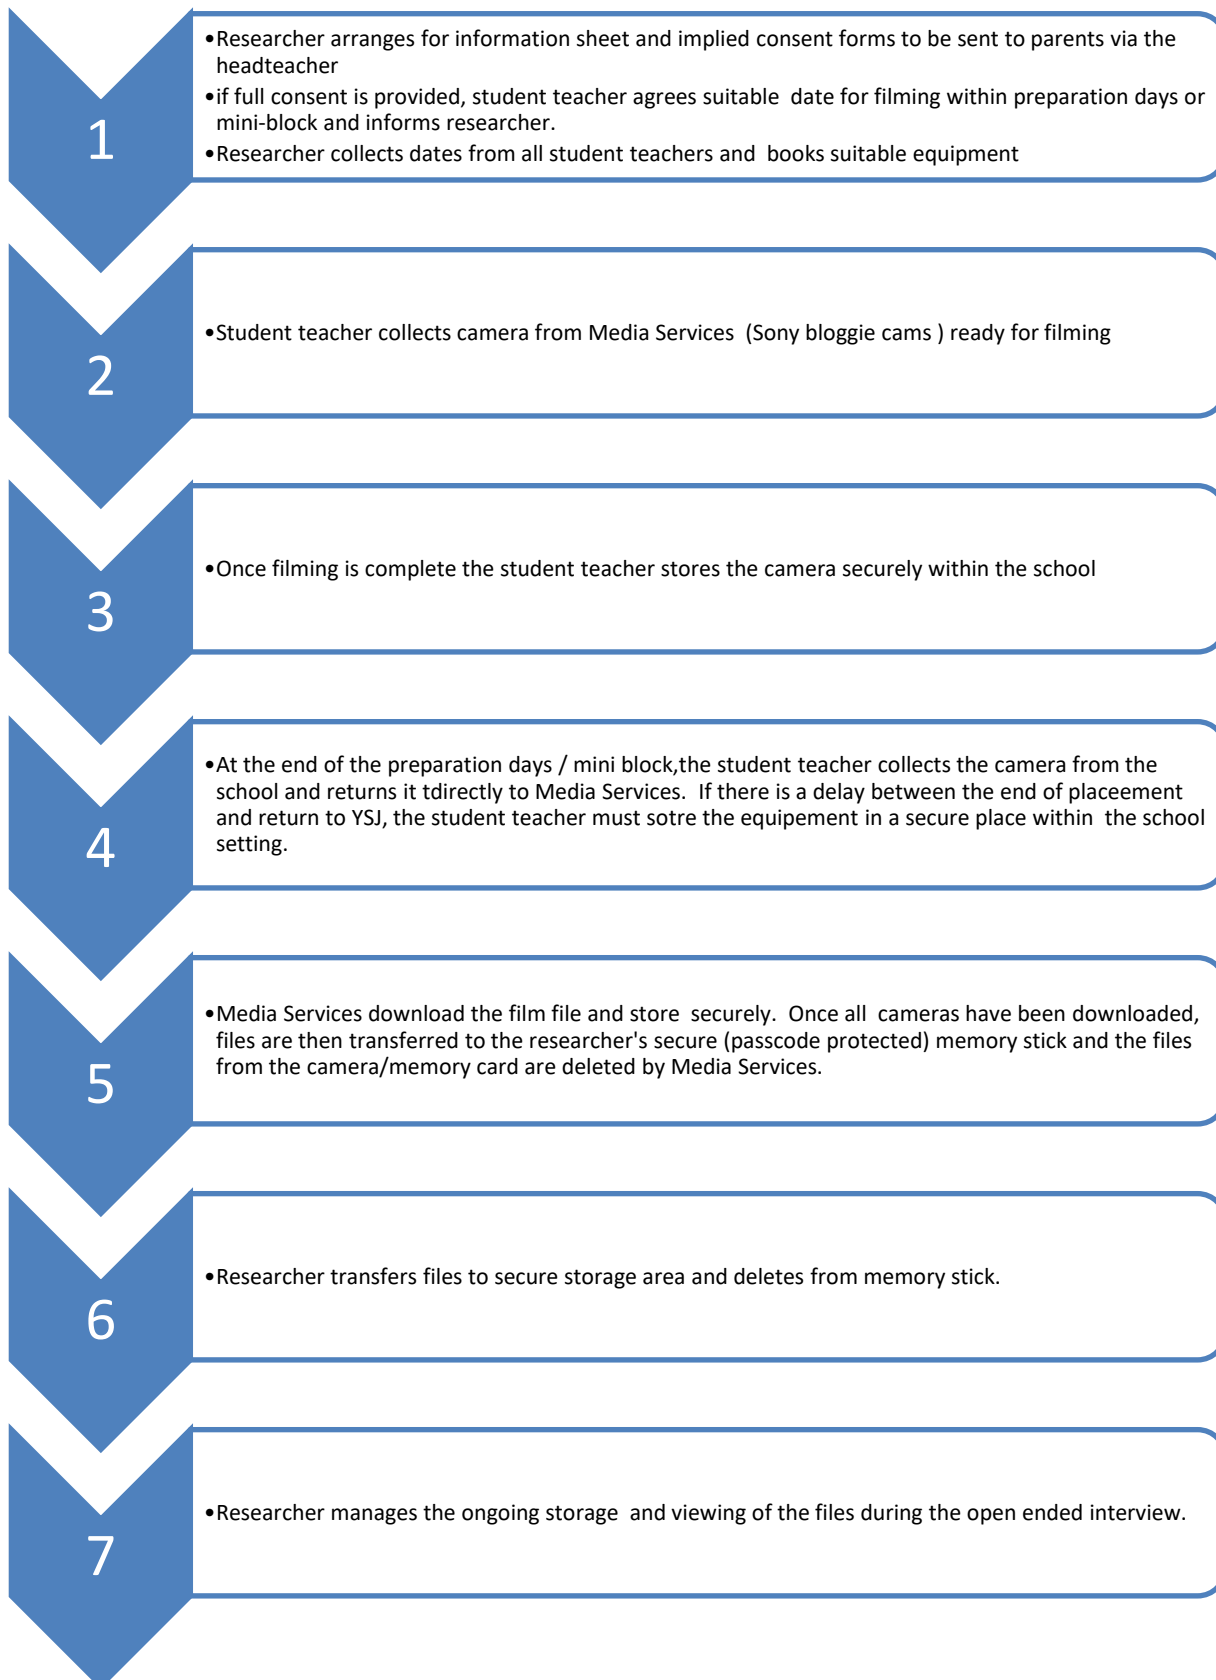 1
•Researcher arranges for information sheet and implied consent forms to be sent to parents via the
headteacher
•if full consent is provided, student teacher agrees suitable date for filming within preparation days or
mini-block and informs researcher.
•Researcher collects dates from all student teachers and books suitable equipment
2
•Student teacher collects camera from Media Services (Sony bloggie cams ) ready for filming
3
•Once filming is complete the student teacher stores the camera securely within the school
4
•At the end of the preparation days / mini block,the student teacher collects the camera from the
school and returns it tdirectly to Media Services. If there is a delay between the end of placeement
and return to YSJ, the student teacher must sotre the equipement in a secure place within the school
setting.
5
•Media Services download the film file and store securely. Once all cameras have been downloaded,
files are then transferred to the researcher's secure (passcode protected) memory stick and the files
from the camera/memory card are deleted by Media Services.
6
•Researcher transfers files to secure storage area and deletes from memory stick.
7
•Researcher manages the ongoing storage and viewing of the files during the open ended interview.